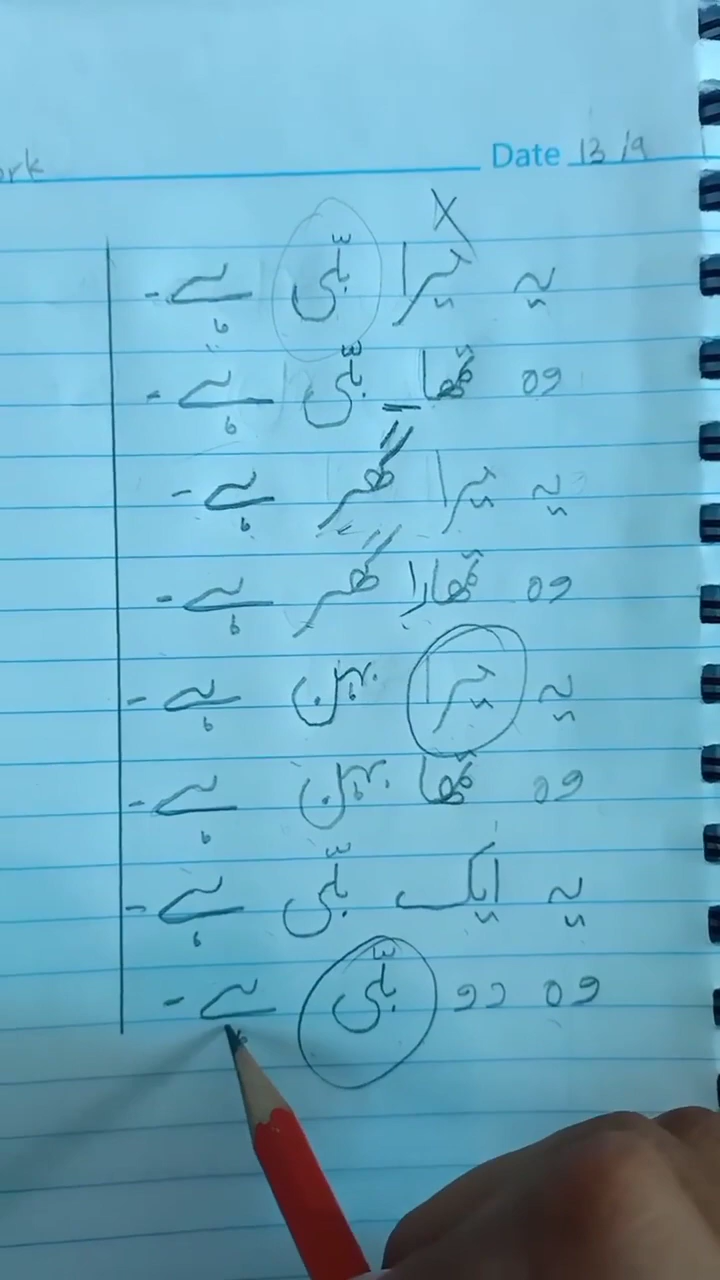 ork
Date 13/9
X
یہ میرا بلّی ہے۔
وہ تمھا بلّی ہے۔
یہ میرا گھر ہے۔
وہ تمھارا گھر ہے۔
یہ میرا بہن ہے۔
وہ تمھا بہن ہے۔
یہ ایک بلّی ہے۔
وہ دو بلّی ہے۔